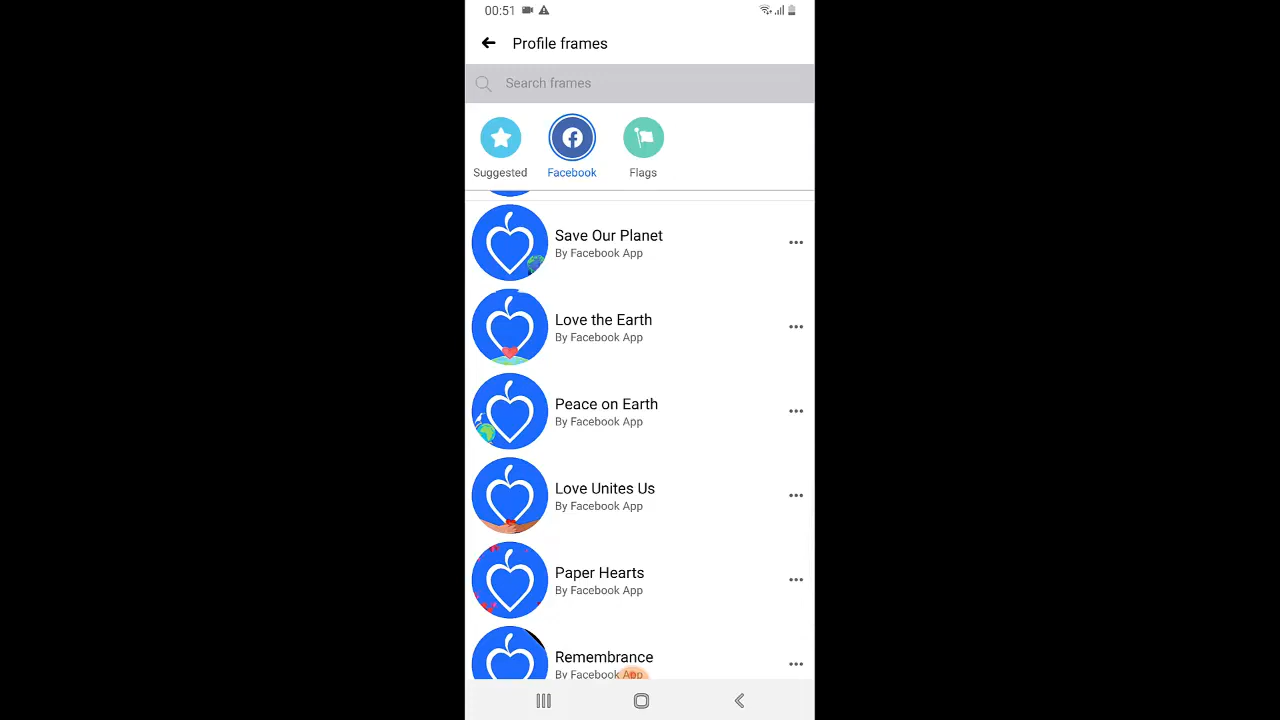 00:51
Profile frames
Search frames
Suggested Facebook Flags
Save Our Planet
By Facebook App
Love the Earth
By Facebook App
Peace on Earth
By Facebook App
Love Unites Us
By Facebook App
Paper Hearts
By Facebook App
Remembrance
By Facebook App